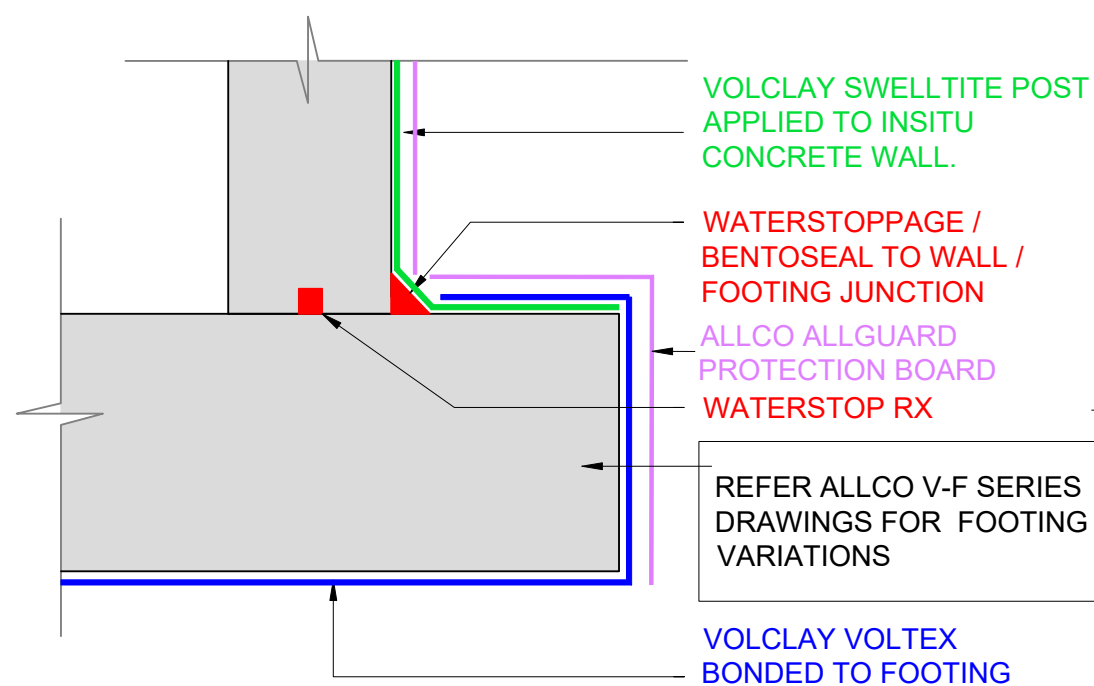 VOLCLAY SWELLTITE POST
APPLIED TO INSITU
CONCRETE WALL.
WATERSTOPPAGE /
BENTOSEAL TO WALL /
FOOTING JUNCTION
ALLCO ALLGUARD
PROTECTION BOARD
WATERSTOP RX
REFER ALLCO V-F SERIES
DRAWINGS FOR FOOTING
VARIATIONS
VOLCLAY VOLTEX
BONDED TO FOOTING